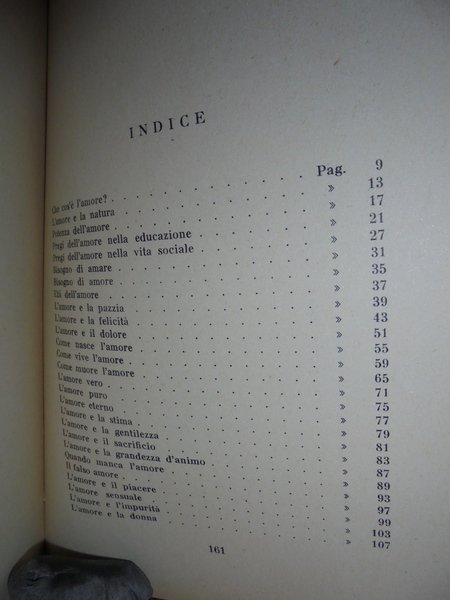 INDICE
Che cos'è l'amore? . . . . . . . . Pag. 9
L'amore e la natura . . . . . . . . » 13
Potenza dell'amore . . . . . . . . » 17
Pregi dell'amore nella educazione . . . . . » 21
Pregi dell'amore nella vita sociale . . . . . » 27
Bisogno di amare . . . . . . . . » 31
Bisogno di amore . . . . . . . . » 35
Età dell'amore . . . . . . . . » 37
L'amore e la pazzia . . . . . . . . » 39
L'amore e la felicità . . . . . . . . » 43
L'amore e il dolore . . . . . . . . » 51
Come nasce l'amore . . . . . . . . » 55
Come vive l'amore . . . . . . . . » 59
Come muore l'amore . . . . . . . . » 65
L'amore vero . . . . . . . . » 71
L'amore puro . . . . . . . . » 75
L'amore eterno . . . . . . . . » 77
L'amore e la stima . . . . . . . . » 79
L'amore e la gentilezza . . . . . . . » 81
L'amore e il sacrificio . . . . . . . » 83
L'amore e la grandezza d'animo . . . . . » 87
Quando manca l'amore . . . . . . . » 89
Il falso amore . . . . . . . . » 93
L'amore e il piacere . . . . . . . » 97
L'amore sensuale . . . . . . . » 99
L'amore e l'impurità . . . . . . . » 103
L'amore e la donna . . . . . . . » 107
161